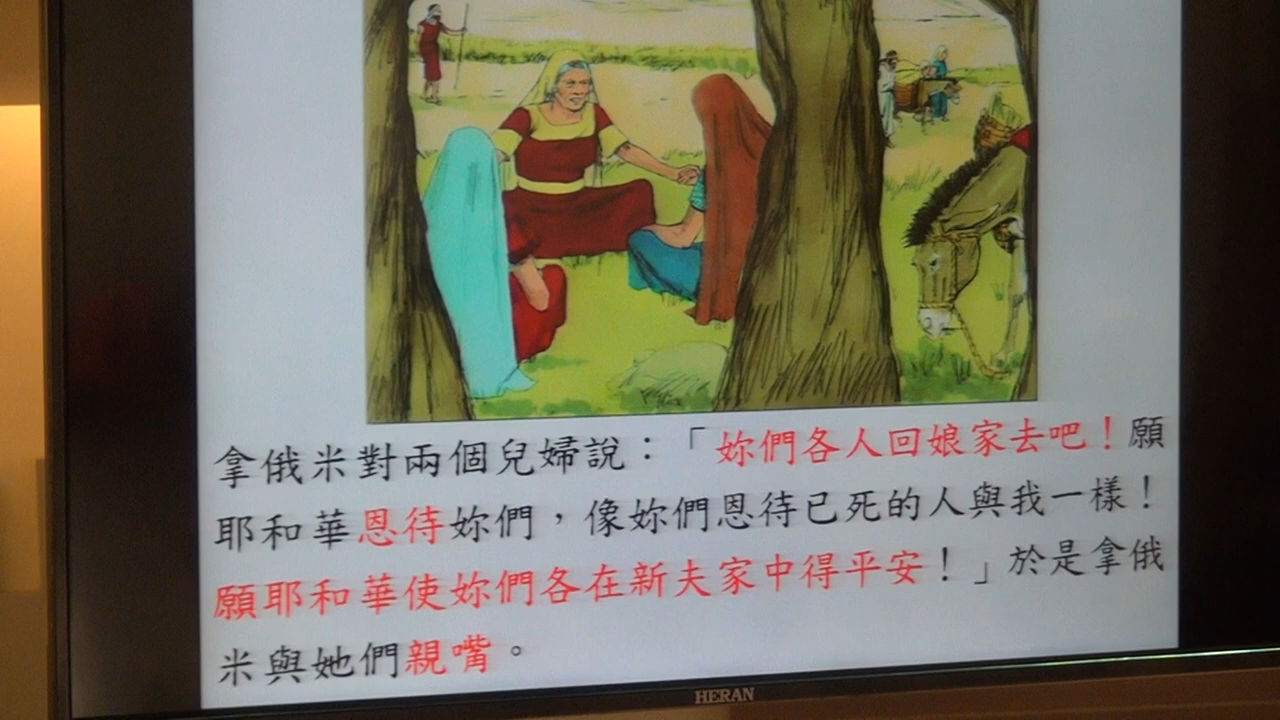 拿俄米對兩個兒婦說：「妳們各人回娘家去吧！願
耶和華恩待妳們，像妳們恩待已死的人與我一樣！
願耶和華使妳們各在新夫家中得平安！」於是拿俄
米與她們親嘴。
HERAN